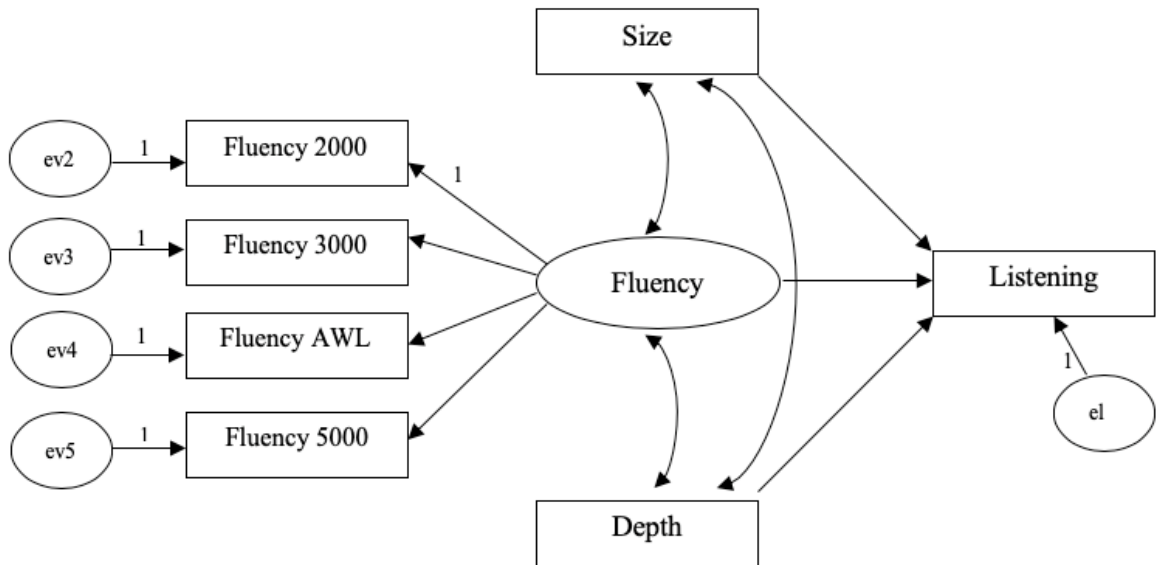 Size
ev2
1
Fluency 2000
1
ev3
1
Fluency 3000
Fluency
Listening
ev4
1
Fluency AWL
1
el
ev5
1
Fluency 5000
Depth